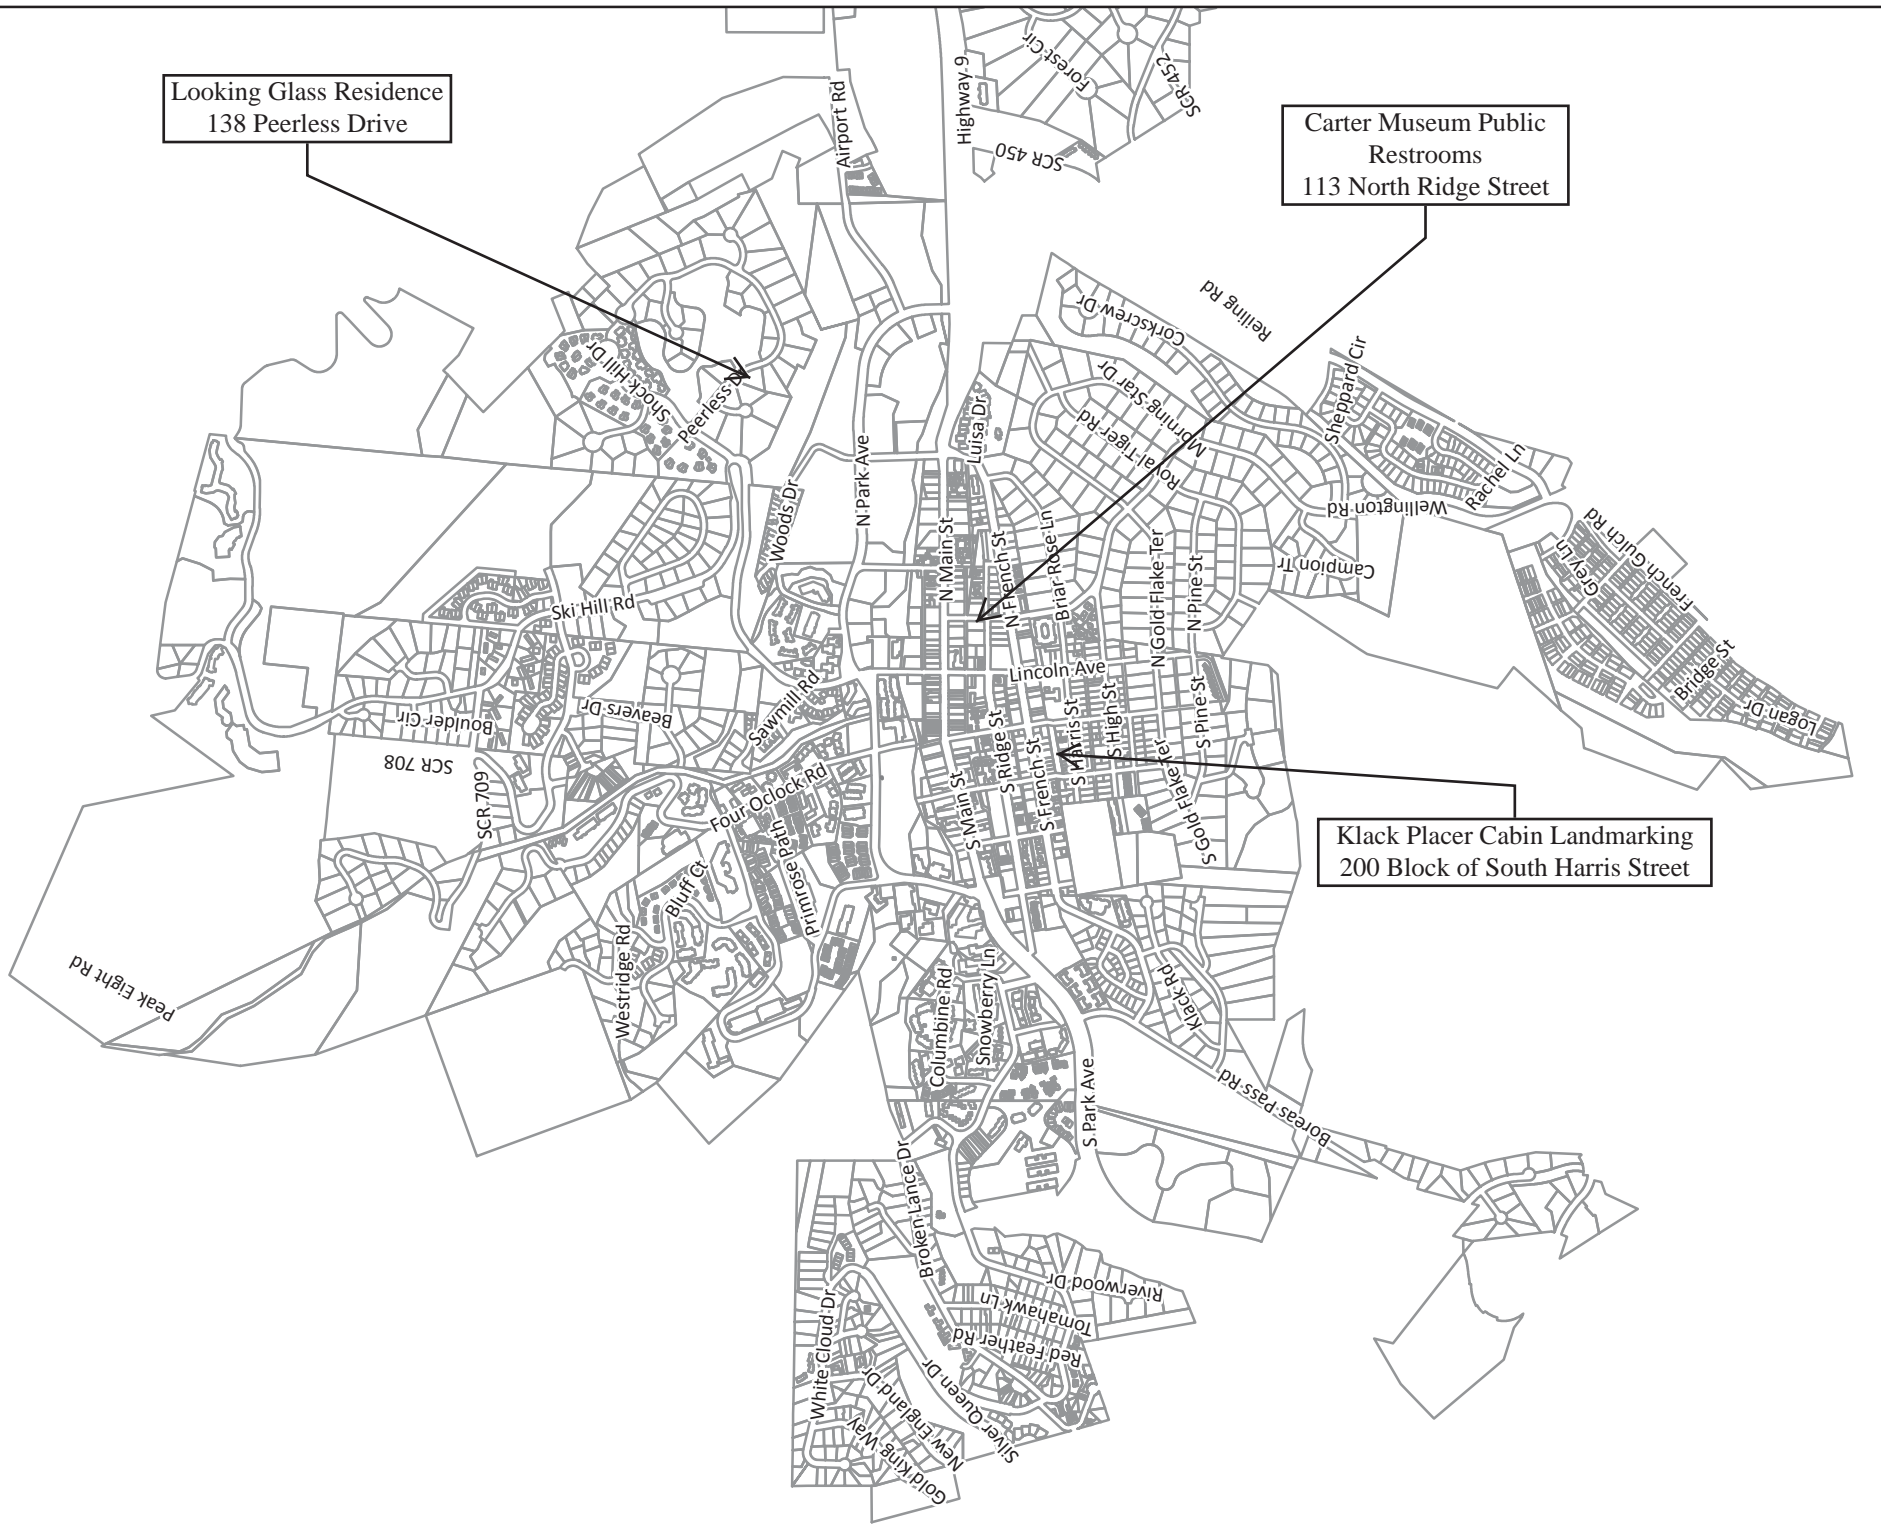 Looking Glass Residence
138 Peerless Drive
Carter Museum Public
Restrooms
113 North Ridge Street
Klack Placer Cabin Landmarking
200 Block of South Harris Street
Forest Cir
SCR 452
Highway 9
SCR 450
Airport Rd
Reiling Rd
Corkscrew Dr
Sheppard Cir
Shock Hill Dr
Peerless Dr
Luisa Dr
Morning Star Dr
Royal Tiger Rd
Rachel Ln
Wellington Rd
N Park Ave
Woods Dr
N Main St
N French St
Briar Rose Ln
N Gold Flake Ter
N Pine St
Campion Tr
Grey Ln
French Gulch Rd
Ski Hill Rd
Bridge St
Logan Dr
Lincoln Ave
Boulder Cir
Beavers Dr
Sawmill Rd
SCR 708
SCR 709
Four Oclock Rd
Primrose Path
S Main St
S Ridge St
S French St
S Harris St
S High St
S Gold Flake Ter
S Pine St
Bluff Ct
Westridge Rd
Peak Eight Rd
Columbine Rd
Snowberry Ln
Klack Rd
S Park Ave
Boreas Pass Rd
Broken Lance Dr
Riverwood Dr
Tomahawk Ln
Red Feather Rd
White Cloud Dr
Silver Queen Dr
New England Dr
Gold King Way